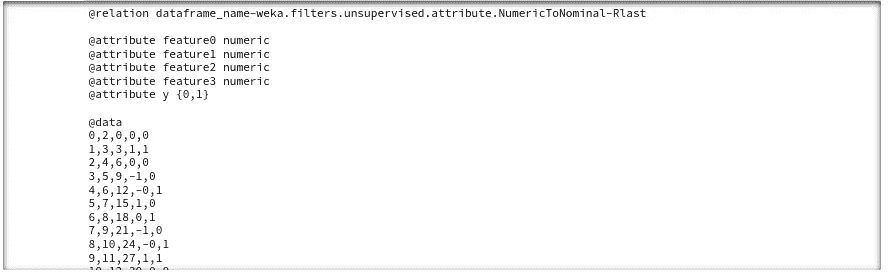 @relation dataframe_name-weka.filters.unsupervised.attribute.NumericToNominal-Rlast
@attribute feature0 numeric
@attribute feature1 numeric
@attribute feature2 numeric
@attribute feature3 numeric
@attribute y {0,1}
@data
0,2,0,0,0
1,3,3,1,1
2,4,6,0,0
3,5,9,-1,0
4,6,12,-0,1
5,7,15,1,0
6,8,18,0,1
7,9,21,-1,0
8,10,24,-0,1
9,11,27,1,1